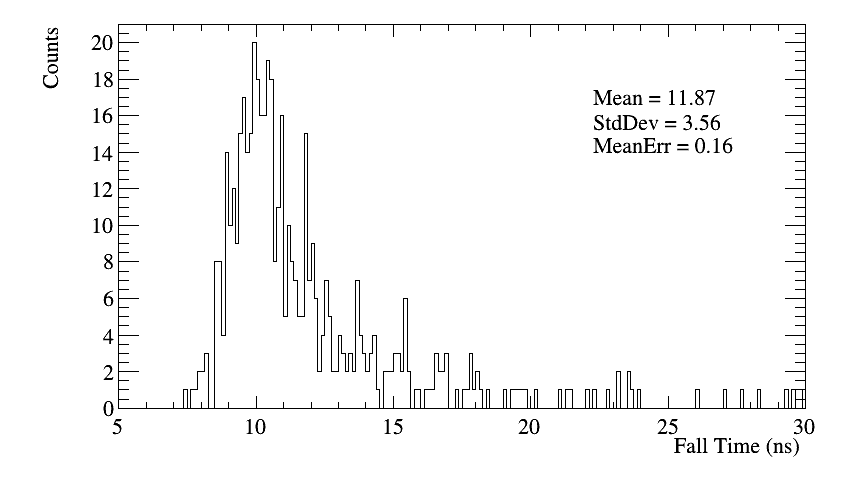 Counts
20
18
16
14
12
10
8
6
4
2
0
Mean = 11.87
StdDev = 3.56
MeanErr = 0.16
5 10 15 20 25 30
Fall Time (ns)